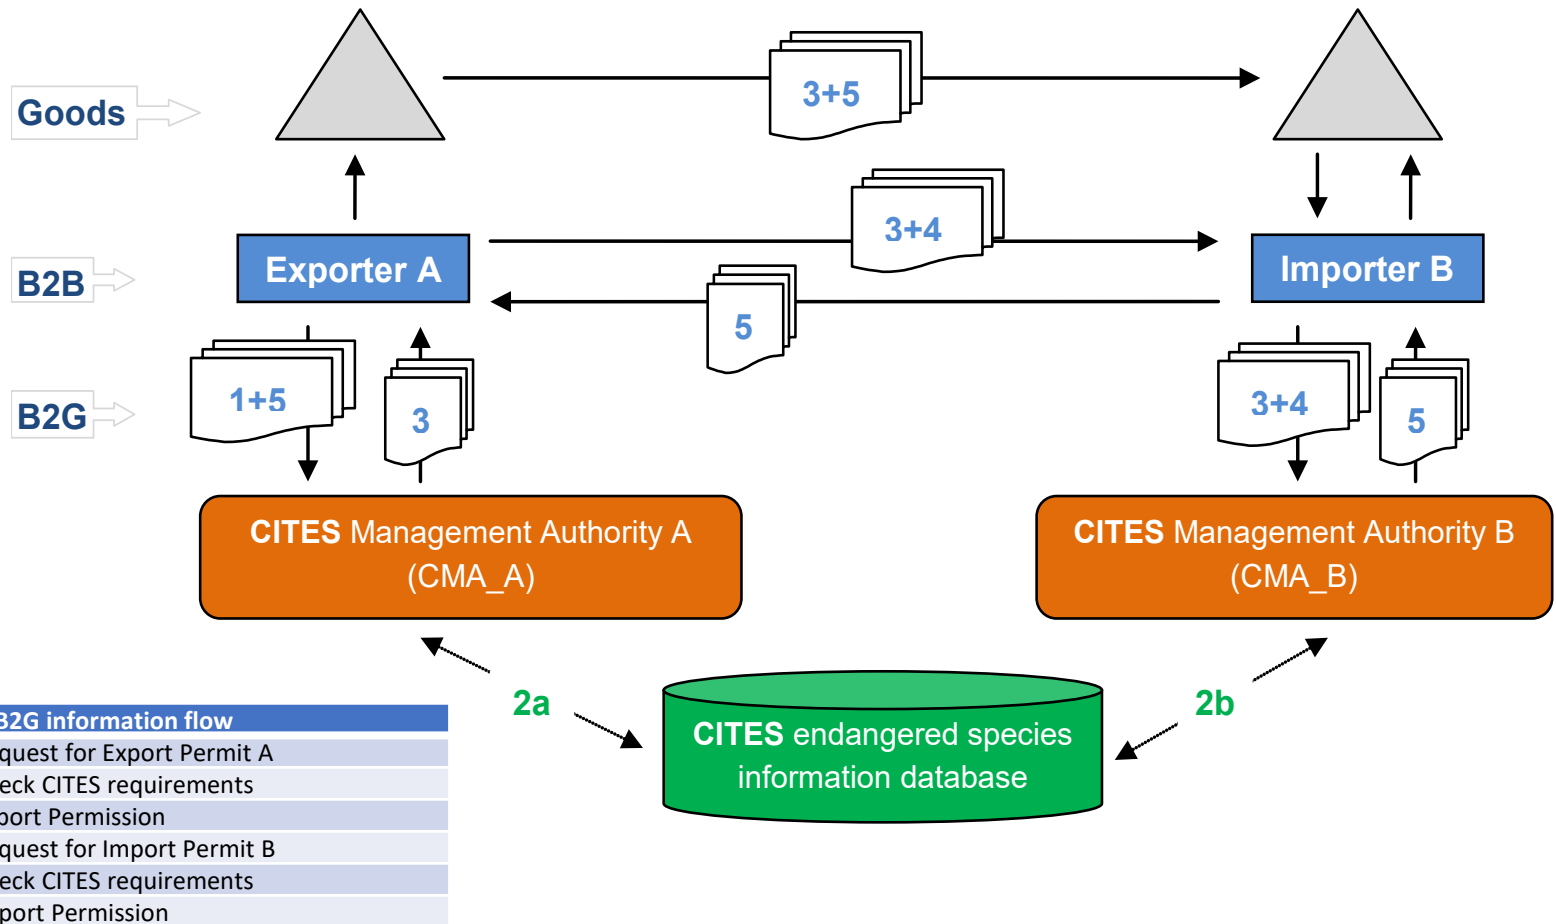 3+5
Goods
3+4
Exporter A
Importer B
B2B
5
1+5
3
3+4
5
B2G
CITES Management Authority A
(CMA_A)
CITES Management Authority B
(CMA_B)
2a
2b
CITES endangered species
information database
B2G information flow
quest for Export Permit A
eck CITES requirements
port Permission
quest for Import Permit B
eck CITES requirements
port Permission